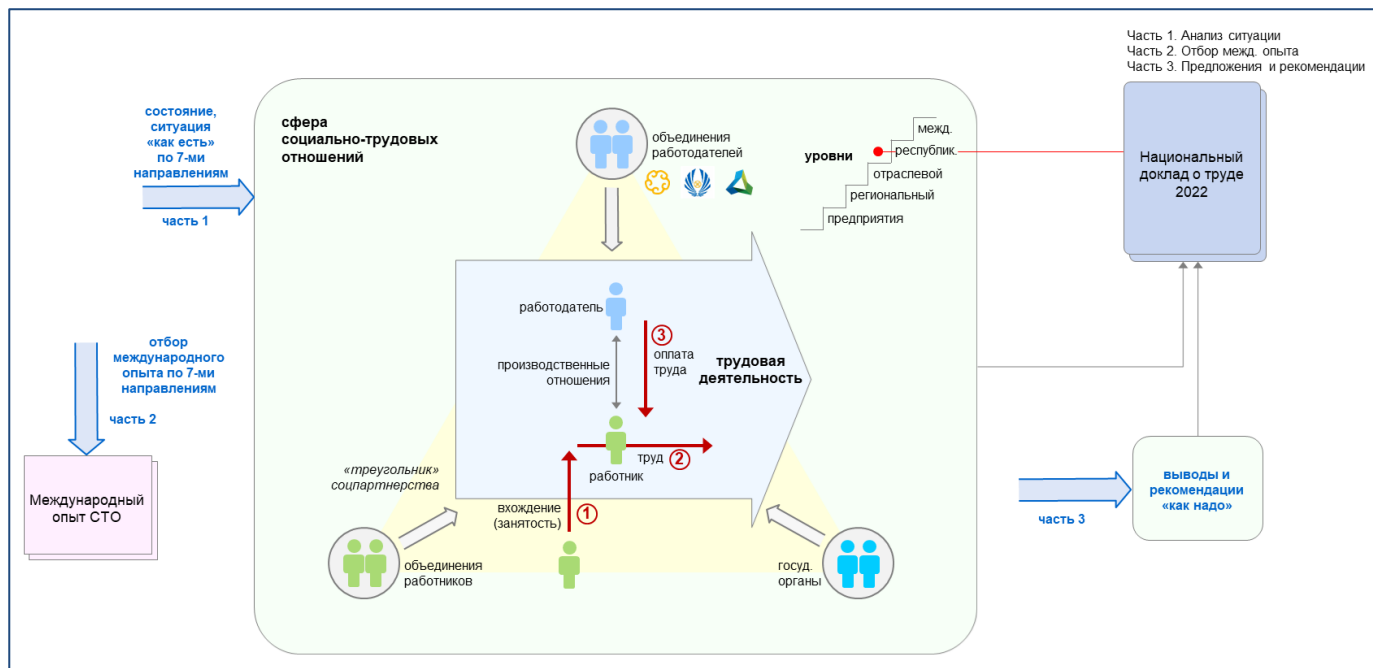 Часть 1. Анализ ситуации
Часть 2. Отбор межд. опыта
Часть 3. Предпожения и рекомендации
состояние,
ситуация
«как есть»
по 7-ми
направлениям
часть 1
сфера
социально-трудовых
отношений
объединения
работодателей
уровни
межд.
республик.
отраслевой
региональный
предприятия
Национальный
доклад о труде
2022
работодатель
3
оплата
труда
производственные
отношения
трудовая
деятельность
отбор
международного
опыта по 7-ми
направлениям
часть 2
труд
2
работник
«треугольник»
соцпартнерства
Международный
опыт СТО
вхождение
(занятость)
1
объединения
работников
госуд.
органы
часть 3
выводы и
рекомендации
«как надо»